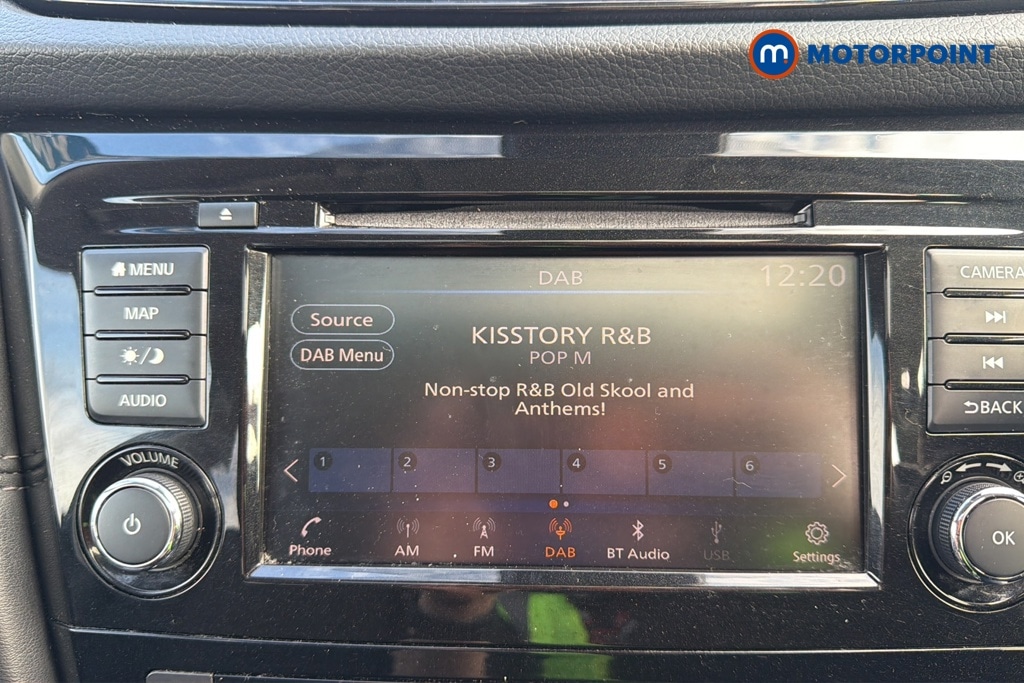 m MOTORPOINT
MENU
MAP
AUDIO
VOLUME
DAB
12:20
Source
DAB Menu
KISSTORY R&B
POP M
Non-stop R&B Old Skool and
Anthems!
1 2 3 4 5 6
Phone AM FM DAB BT Audio USB Settings
CAMERA
BACK
OK